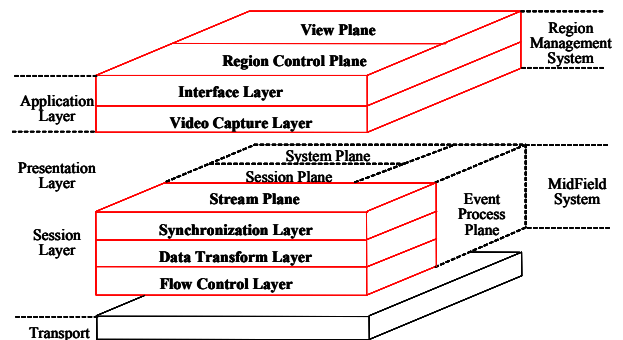 View Plane
Region
Management
System
Region Control Plane
Interface Layer
Application
Layer
Video Capture Layer
System Plane
Session Plane
Presentation
Layer
MidField
System
Stream Plane
Event
Process
Plane
Synchronization Layer
Session
Layer
Data Transform Layer
Flow Control Layer
Transport